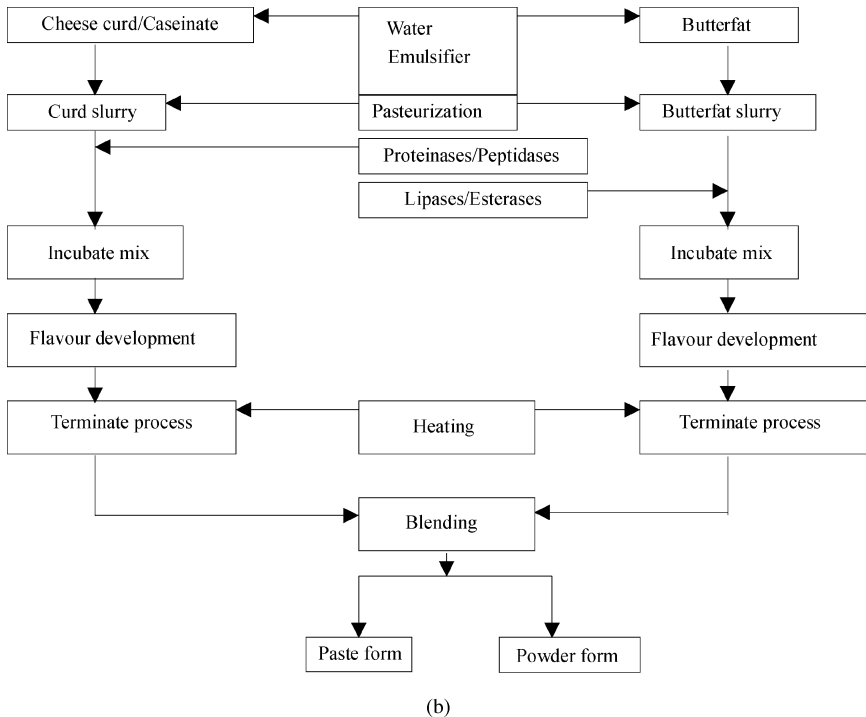 Cheese curd/Caseinate
Water
Emulsifier
Butterfat
Curd slurry
Pasteurization
Butterfat slurry
Proteinases/Peptidases
Lipases/Esterases
Incubate mix
Incubate mix
Flavour development
Flavour development
Terminate process
Heating
Terminate process
Blending
Paste form
Powder form
(b)